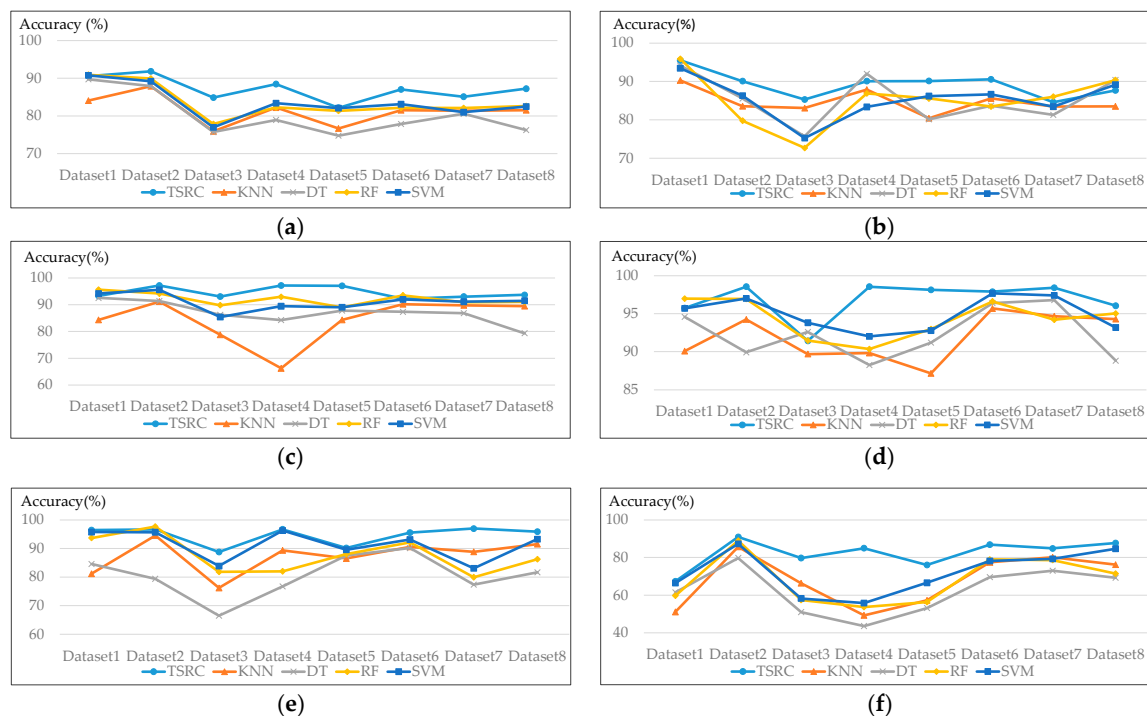 Accuracy (%)
100
90
80
70
Dataset1 Dataset2 Dataset3 Dataset4 Dataset5 Dataset6 Dataset7 Dataset8
TSRC KNN DT RF SVM
(a)
Accuracy(%)
100
90
80
70
Dataset1 Dataset2 Dataset3 Dataset4 Dataset5 Dataset6 Dataset7 Dataset8
TSRC KNN DT RF SVM
(b)
Accuracy(%)
100
90
80
70
60
Dataset1 Dataset2 Dataset3 Dataset4 Dataset5 Dataset6 Dataset7 Dataset8
TSRC KNN DT RF SVM
(c)
Accuracy(%)
100
95
90
85
Dataset1 Dataset2 Dataset3 Dataset4 Dataset5 Dataset6 Dataset7 Dataset8
TSRC KNN DT RF SVM
(d)
Accuracy(%)
100
90
80
70
60
Dataset1 Dataset2 Dataset3 Dataset4 Dataset5 Dataset6 Dataset7 Dataset8
TSRC KNN DT RF SVM
(e)
Accuracy(%)
100
80
60
40
Dataset1 Dataset2 Dataset3 Dataset4 Dataset5 Dataset6 Dataset7 Dataset8
TSRC KNN DT RF SVM
(f)